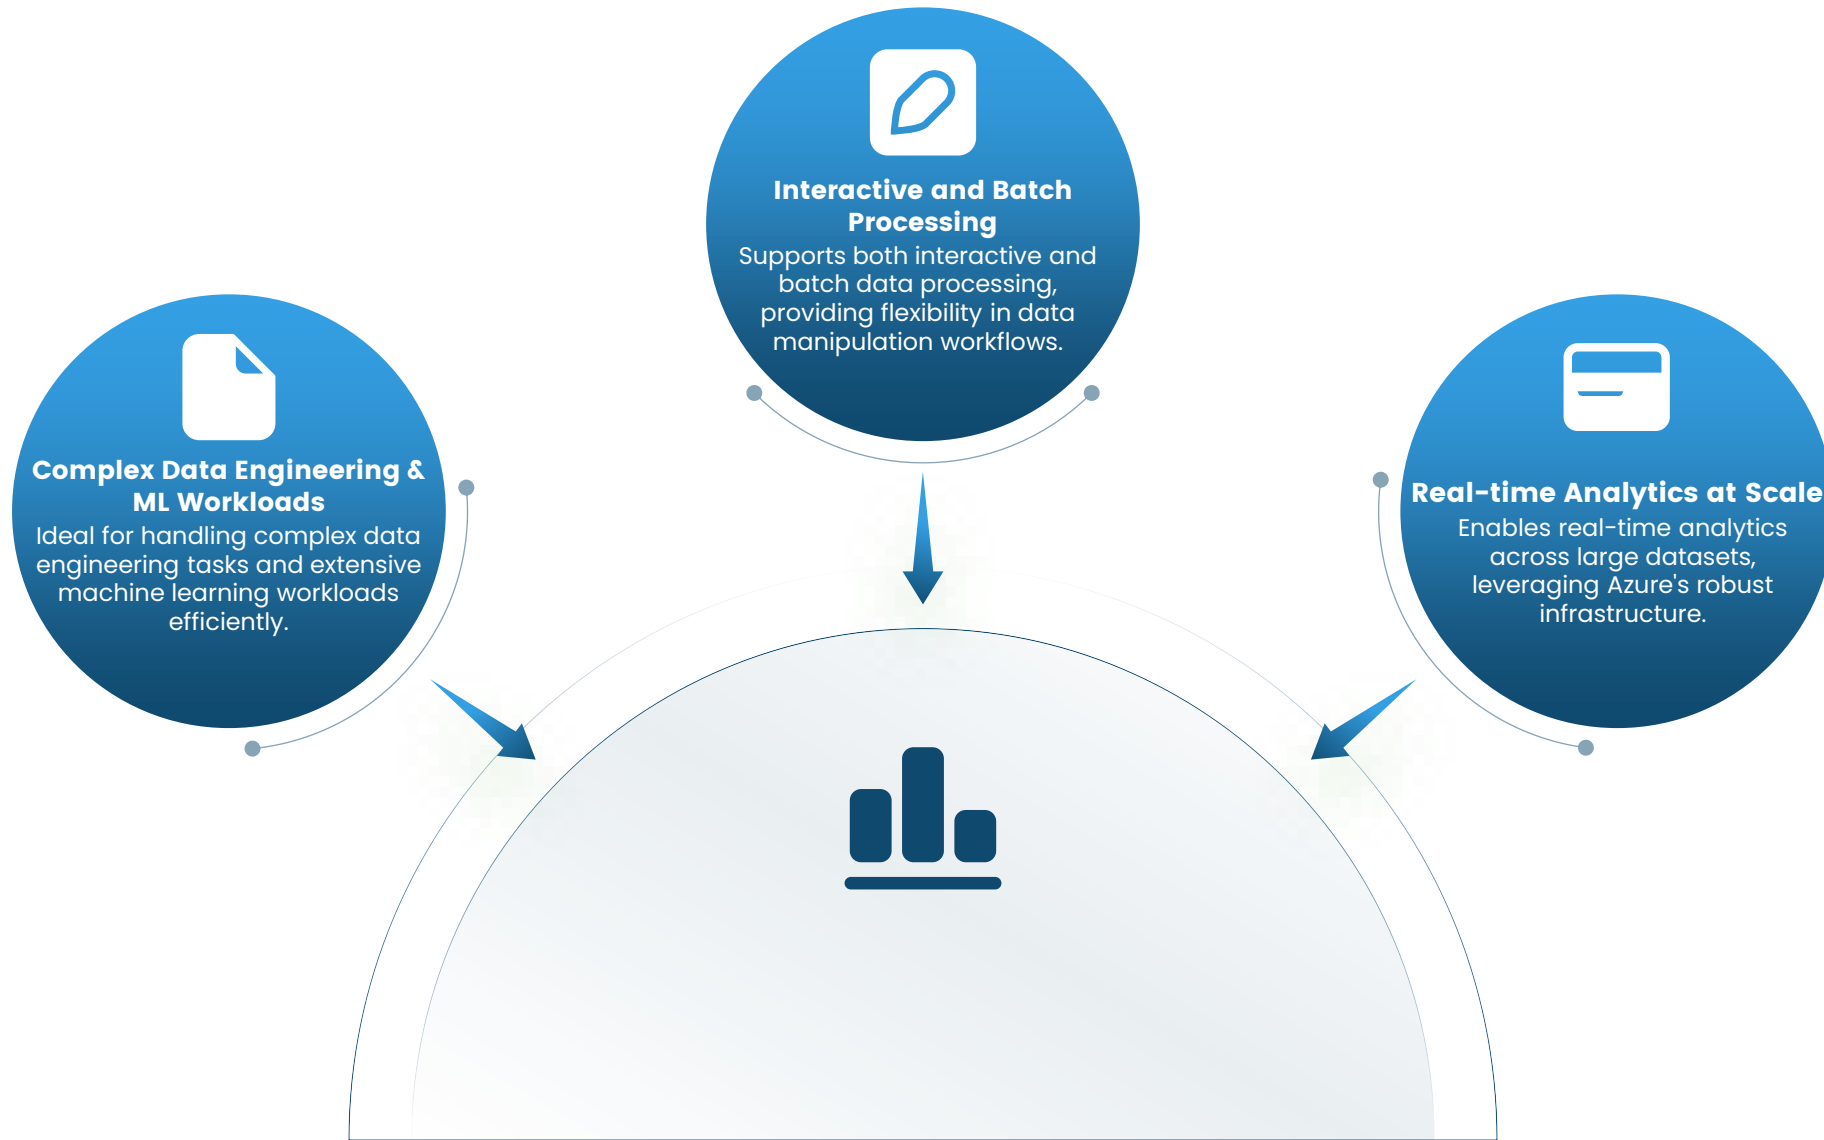 Interactive and Batch
Processing
Supports both interactive and
batch data processing,
providing flexibility in data
manipulation workflows.
Complex Data Engineering &
ML Workloads
Ideal for handling complex data
engineering tasks and extensive
machine learning workloads
efficiently.
Real-time Analytics at Scale
Enables real-time analytics
across large datasets,
leveraging Azure's robust
infrastructure.